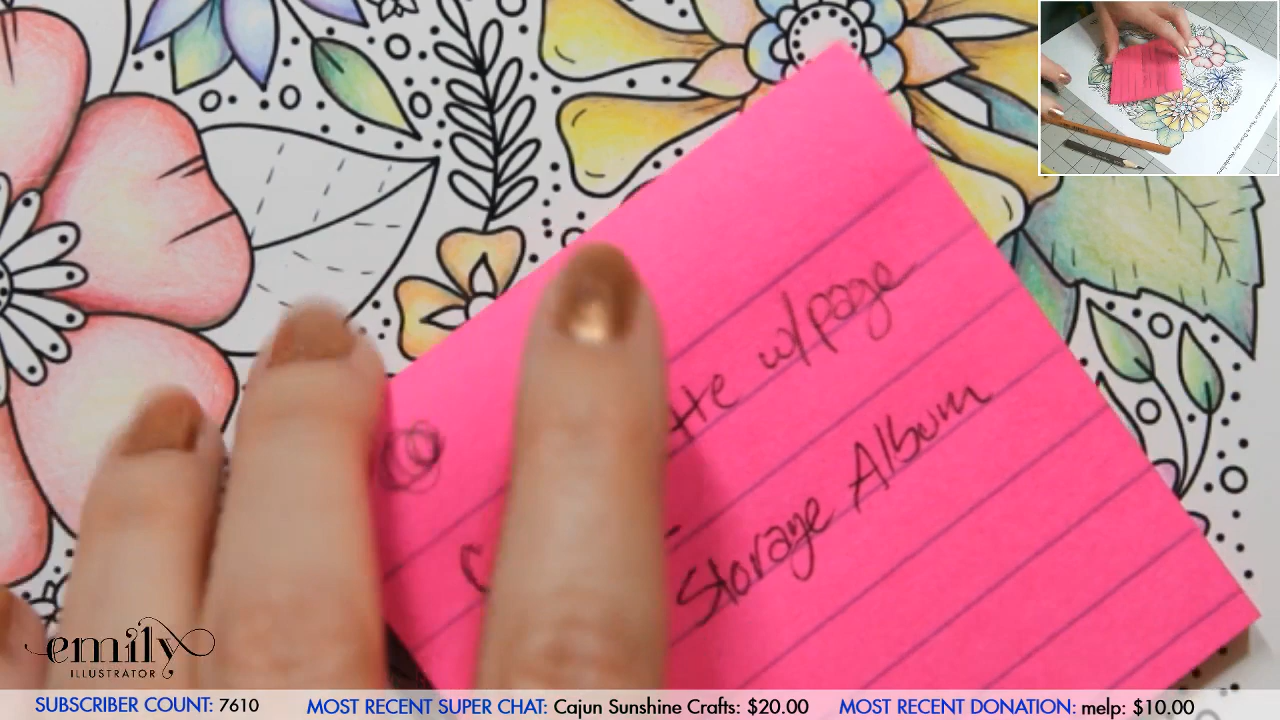 w/page
Storage Album
emily
ILLUSTRATOR
SUBSCRIBER COUNT: 7610
MOST RECENT SUPER CHAT: Cajun Sunshine Crafts: $20.00
MOST RECENT DONATION: melp: $10.00